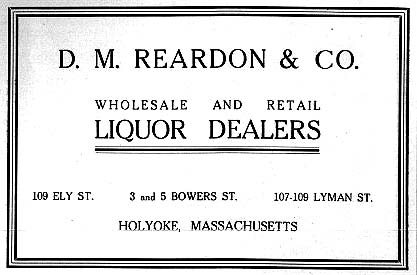 D. M. REARDON & CO.
WHOLESALE AND RETAIL
LIQUOR DEALERS
109 ELY ST. 3 and 5 BOWERS ST. 107-109 LYMAN ST.
HOLYOKE, MASSACHUSETTS